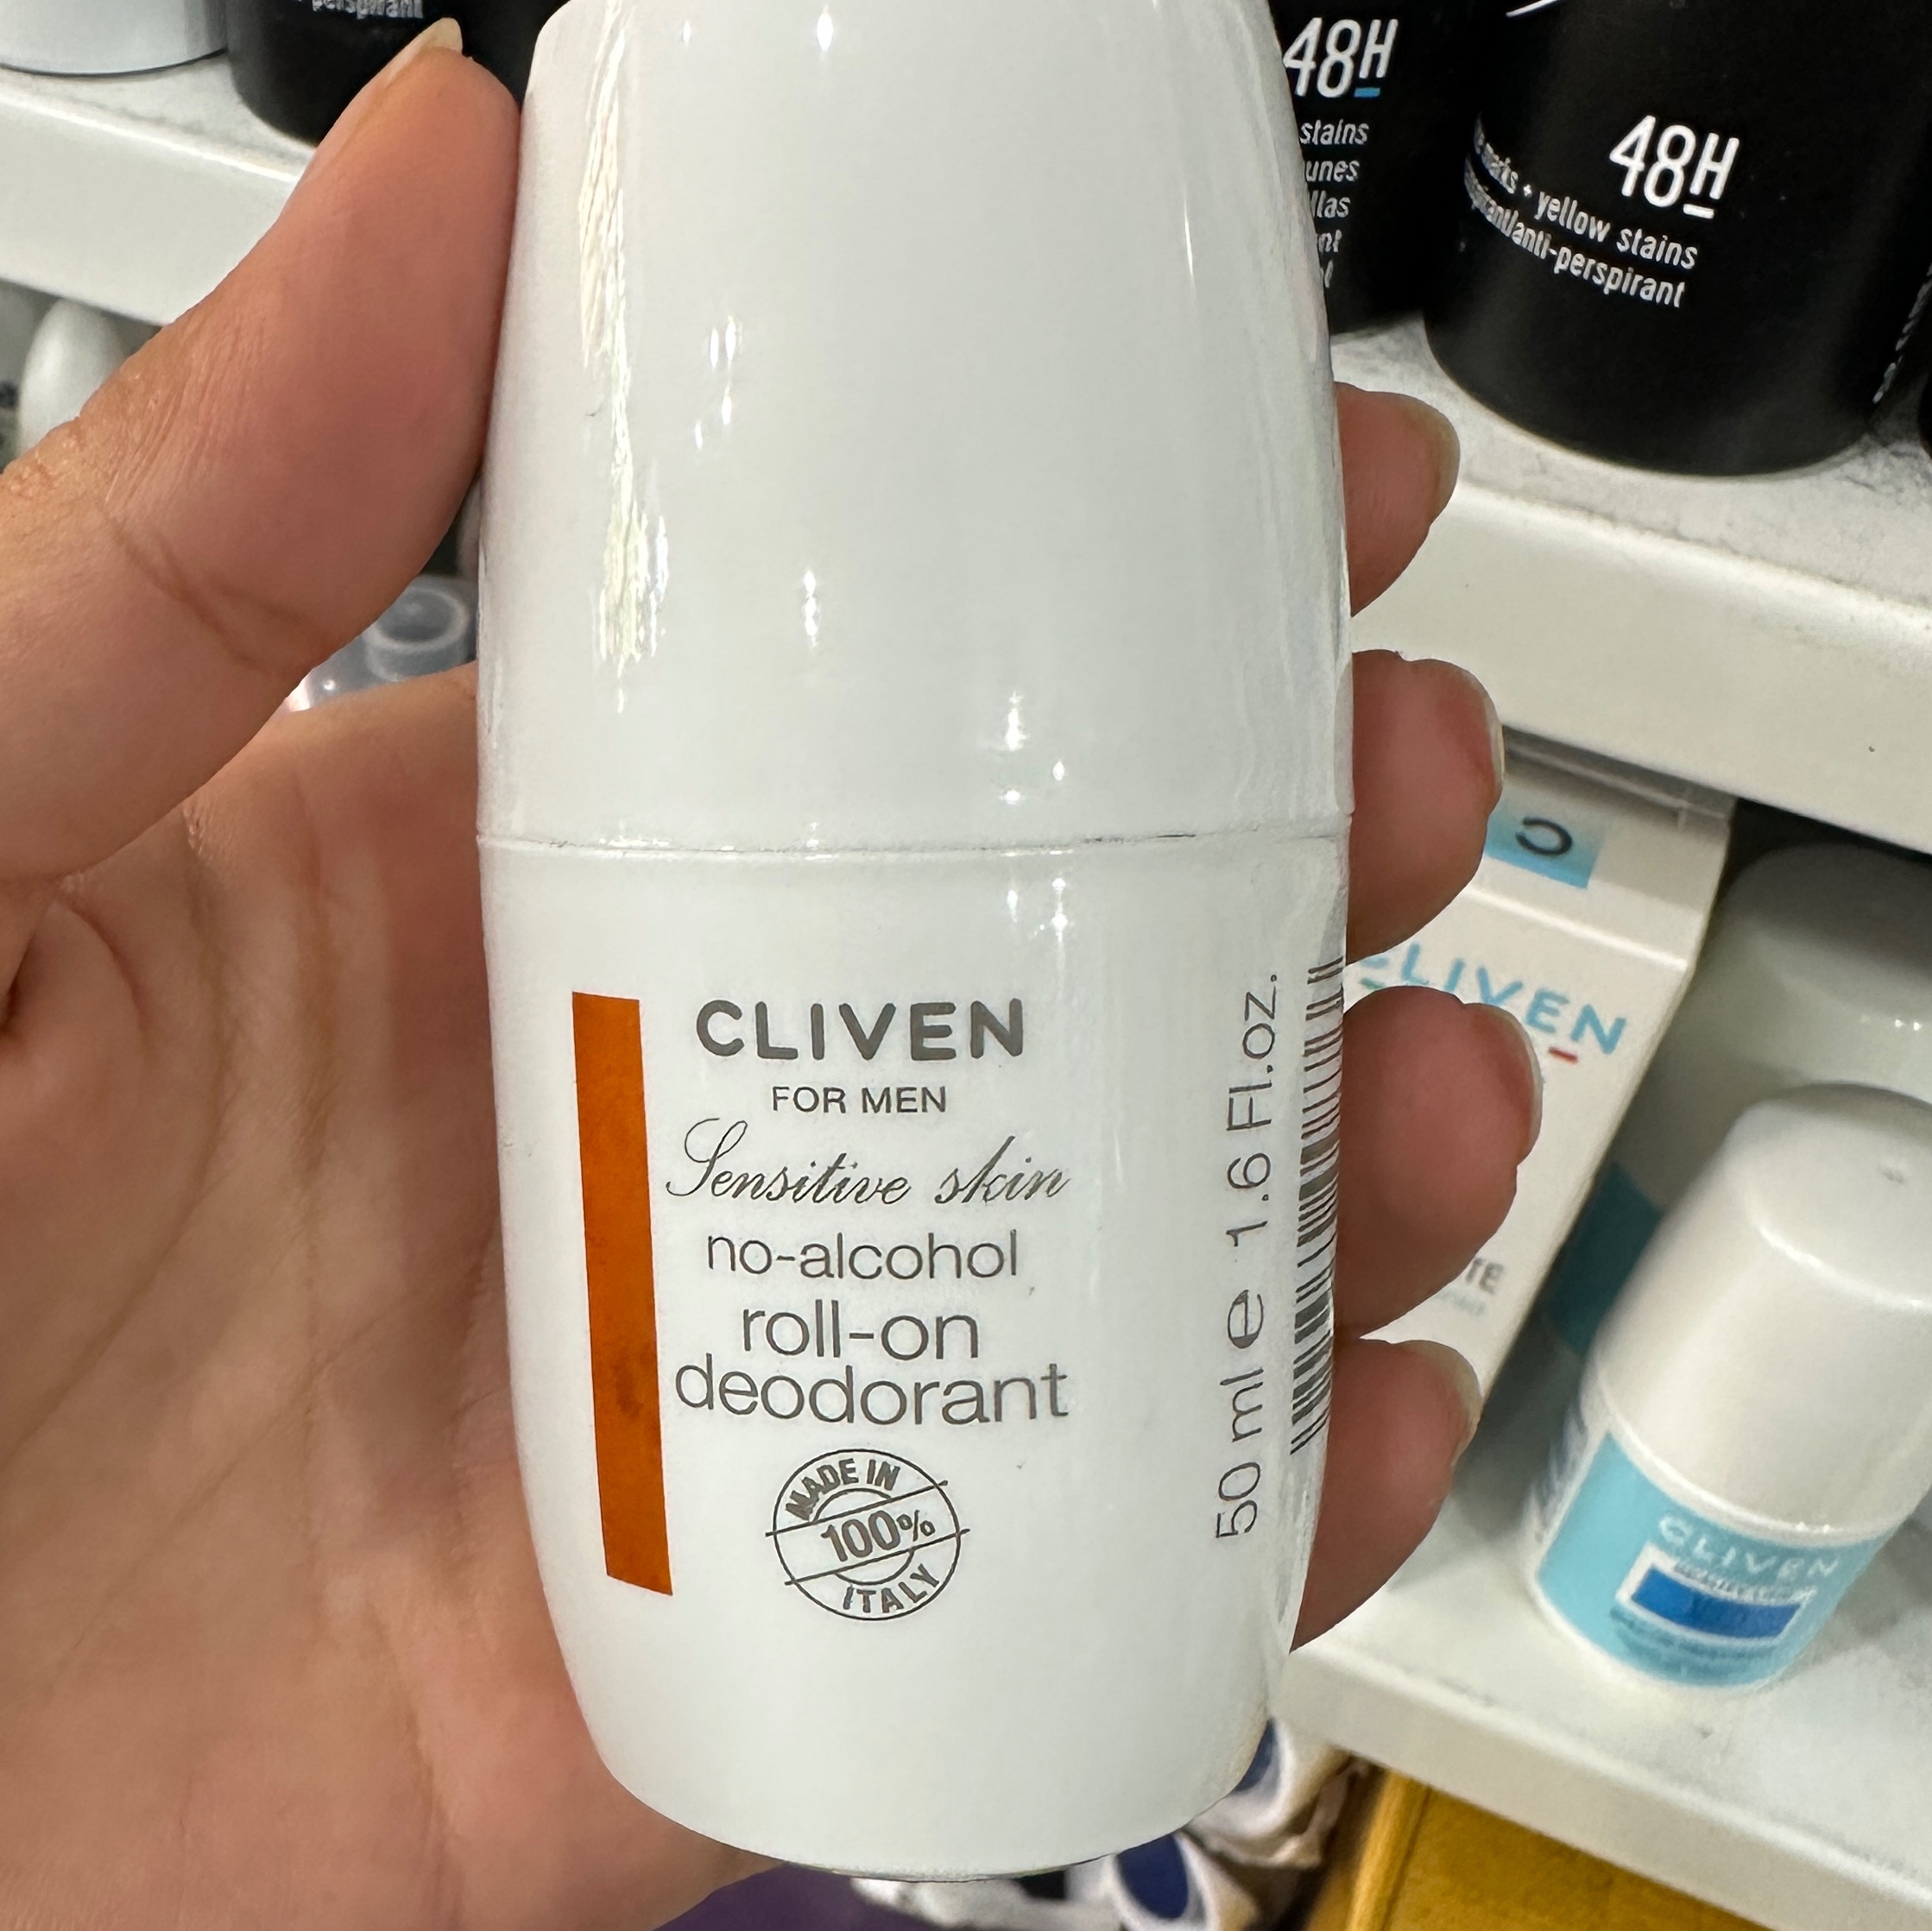 48H
stains
48H
yellow stains
anti-perspirant
CLIVEN
FOR MEN
Sensitive skin
no-alcohol
roll-on
deodorant
MADE IN
100%
ITALY
50 ml e 1.6 Fl.oz.
CLIVEN
CLIVEN